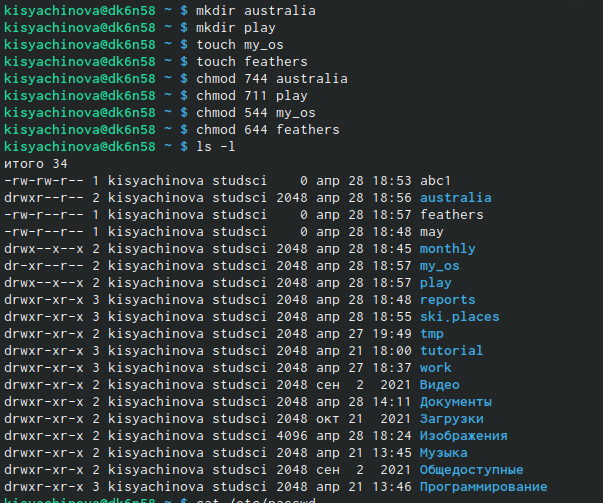 kisyachinova@dk6n58 ~ $ mkdir australia
kisyachinova@dk6n58 ~ $ mkdir play
kisyachinova@dk6n58 ~ $ touch my_os
kisyachinova@dk6n58 ~ $ touch feathers
kisyachinova@dk6n58 ~ $ chmod 744 australia
kisyachinova@dk6n58 ~ $ chmod 711 play
kisyachinova@dk6n58 ~ $ chmod 544 my_os
kisyachinova@dk6n58 ~ $ chmod 644 feathers
kisyachinova@dk6n58 ~ $ ls -l
итого 34
-rw-rw-r-- 1 kisyachinova studsci    0 апр 28 18:53 abc1
drwxr--r-- 2 kisyachinova studsci 2048 апр 28 18:56 australia
-rw-r--r-- 1 kisyachinova studsci    0 апр 28 18:57 feathers
-rw-r--r-- 1 kisyachinova studsci    0 апр 28 18:48 may
drwx--x--x 2 kisyachinova studsci 2048 апр 28 18:45 monthly
dr-xr--r-- 2 kisyachinova studsci 2048 апр 28 18:57 my_os
drwx--x--x 2 kisyachinova studsci 2048 апр 28 18:57 play
drwxr-xr-x 3 kisyachinova studsci 2048 апр 28 18:48 reports
drwxr-xr-x 3 kisyachinova studsci 2048 апр 28 18:55 ski.places
drwxr-xr-x 2 kisyachinova studsci 2048 апр 27 19:49 tmp
drwxr-xr-x 3 kisyachinova studsci 2048 апр 21 18:00 tutorial
drwxr-xr-x 3 kisyachinova studsci 2048 апр 27 18:37 work
drwxr-xr-x 2 kisyachinova studsci 2048 сен  2  2021 Видео
drwxr-xr-x 2 kisyachinova studsci 2048 апр 28 14:11 Документы
drwxr-xr-x 2 kisyachinova studsci 2048 окт 21  2021 Загрузки
drwxr-xr-x 2 kisyachinova studsci 4096 апр 28 18:24 Изображения
drwxr-xr-x 2 kisyachinova studsci 2048 апр 21 13:45 Музыка
drwxr-xr-x 2 kisyachinova studsci 2048 сен  2  2021 Общедоступные
drwxr-xr-x 2 kisyachinova studsci 2048 апр 21 13:46 Программирование
kisyachinova@dk6n58 ~ $ cat /etc/passwd